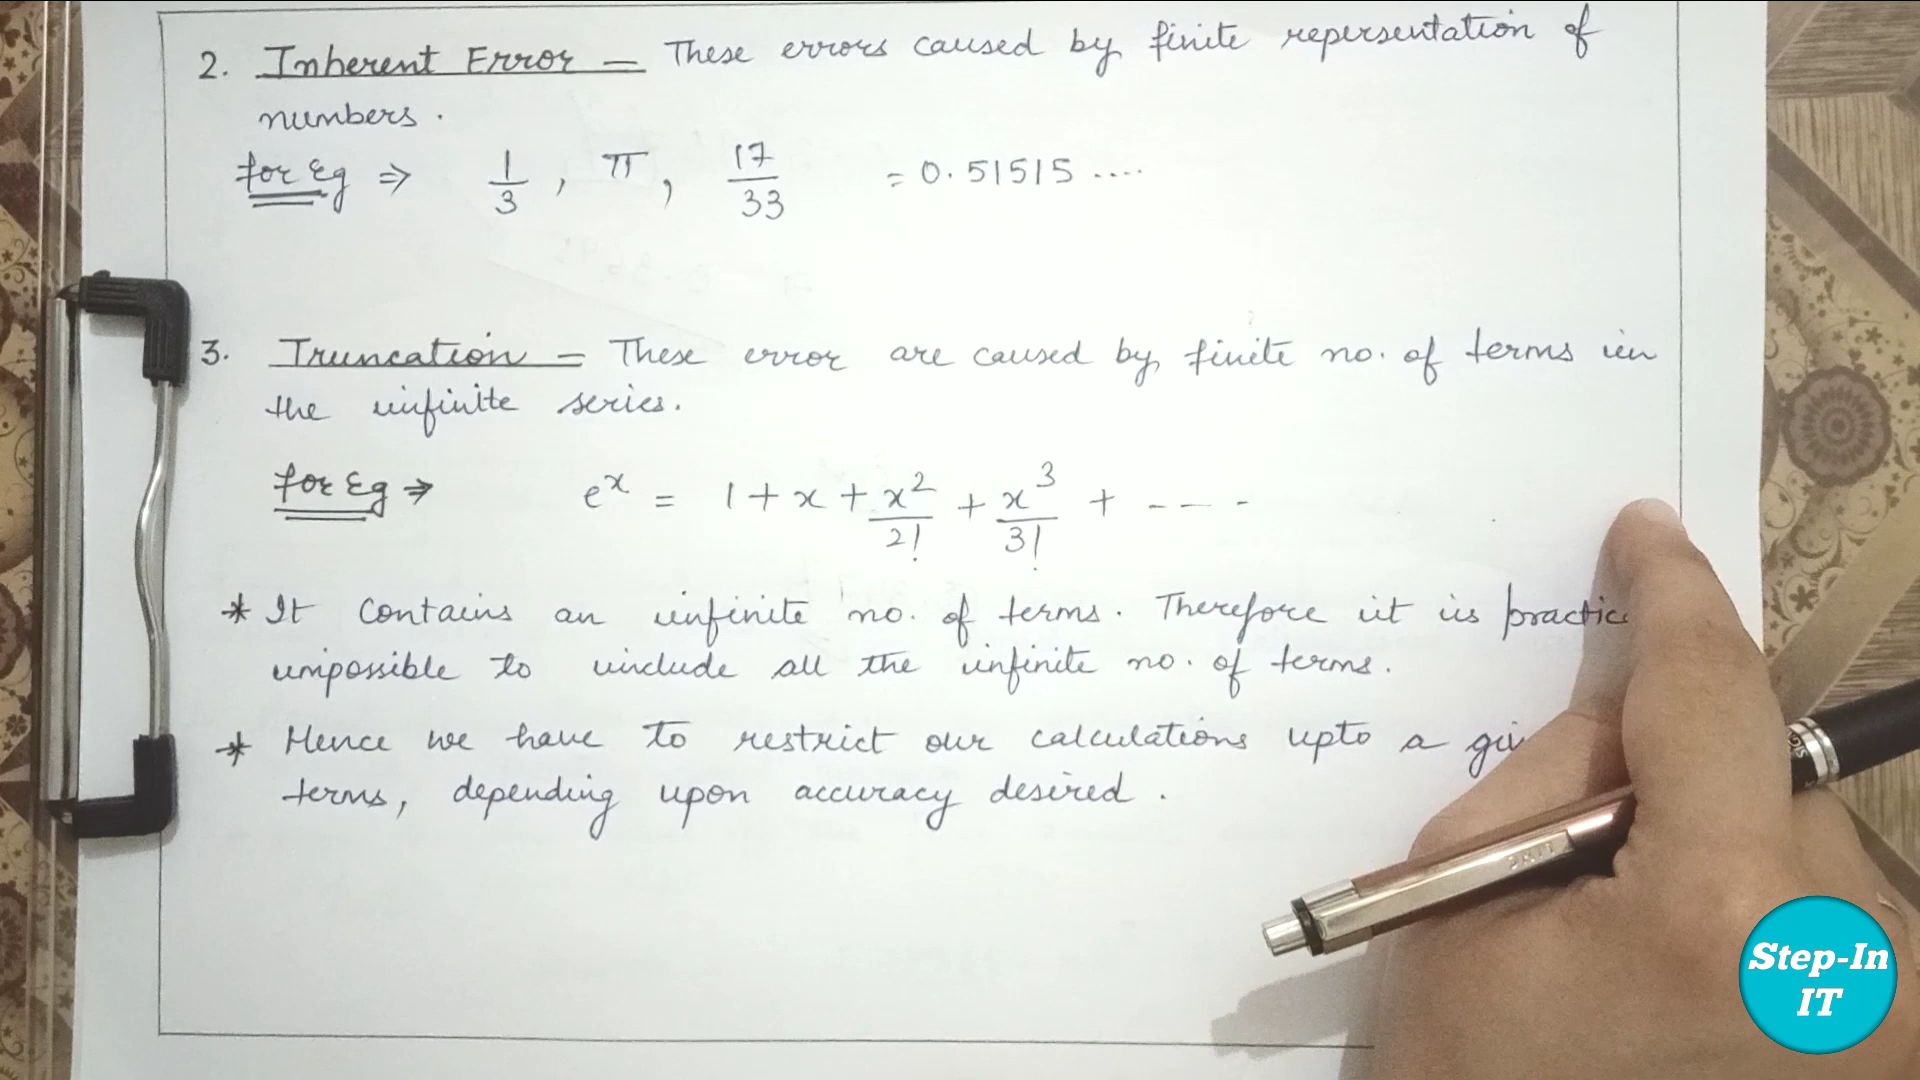 2. Inherent Error – These errors caused by finite repersentation of
numbers.
for Eg ⇒ 1/3, π, 17/33 = 0.51515 ....
3. Truncation – These error are caused by finite no. of terms in
the infinite series.
for Eg ⇒ e^x = 1 + x + x^2/2! + x^3/3! + - - - -
* It contains an infinite no. of terms. Therefore it is practic
impossible to include all the infinite no. of terms.
* Hence we have to restrict our calculations upto a giv
terms, depending upon accuracy desired.
Step-In
IT